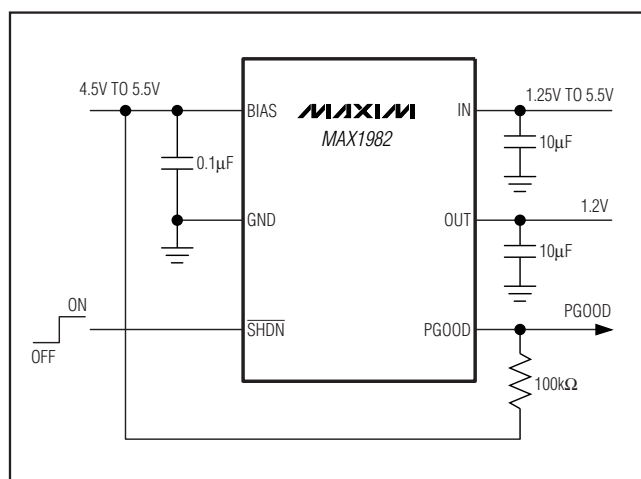 4.5V TO 5.5V
BIAS
MAXIM
MAX1982
IN
1.25V TO 5.5V
0.1µF
10µF
GND
OUT
1.2V
10µF
ON
OFF
SHDN
PGOOD
PGOOD
100kΩ